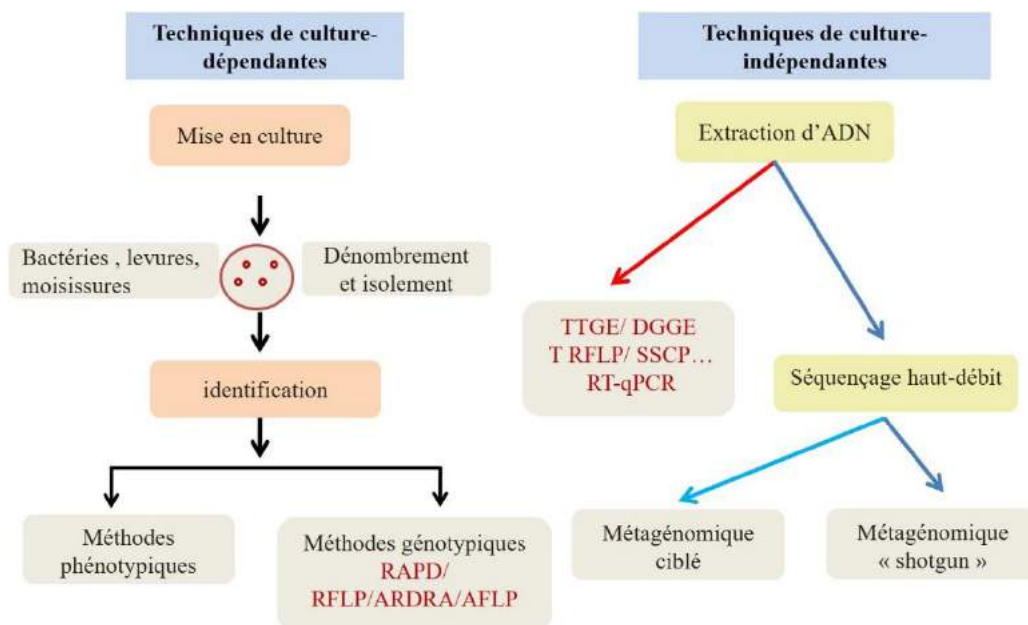 Techniques de culture-
dépendantes
Mise en culture
Bactéries , levures,
moisissures
Dénombrement
et isolement
identification
Méthodes
phénotypiques
Méthodes génotypiques
RAPD/
RFLP/ARDRA/AFLP
Techniques de culture-
indépendantes
Extraction d’ADN
TTGE/ DGGE
T RFLP/ SSCP…
RT-qPCR
Séquençage haut-débit
Métagénomique
ciblé
Métagénomique
« shotgun »